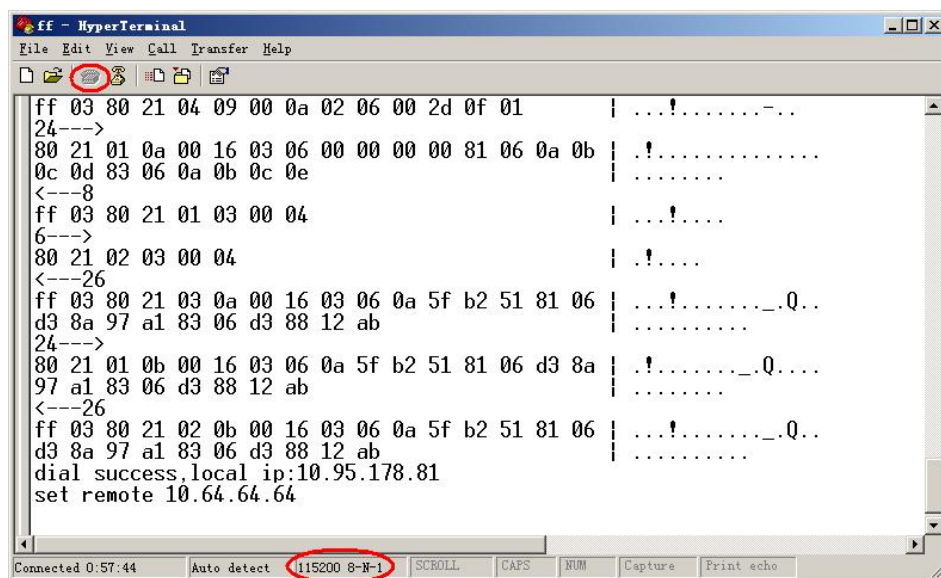 ff - HyperTerminal
File Edit View Call Transfer Help
ff 03 80 21 04 09 00 0a 02 06 00 2d 0f 01 | ...!.......-..
24--->
80 21 01 0a 00 16 03 06 00 00 00 00 81 06 0a 0b | .!..............
0c 0d 83 06 0a 0b 0c 0e | ........
<---8
ff 03 80 21 01 03 00 04 | ...!....
6--->
80 21 02 03 00 04 | .!....
<---26
ff 03 80 21 03 0a 00 16 03 06 0a 5f b2 51 81 06 | ...!......._.Q..
d3 8a 97 a1 83 06 d3 88 12 ab | ..........
24--->
80 21 01 0b 00 16 03 06 0a 5f b2 51 81 06 d3 8a | .!......._.Q....
97 a1 83 06 d3 88 12 ab | ........
<---26
ff 03 80 21 02 0b 00 16 03 06 0a 5f b2 51 81 06 | ...!......._.Q..
d3 8a 97 a1 83 06 d3 88 12 ab | ..........
dial success,local ip:10.95.178.81
set remote 10.64.64.64
Connected 0:57:44 Auto detect 115200 8-N-1 SCROLL CAPS NUM Capture Print echo